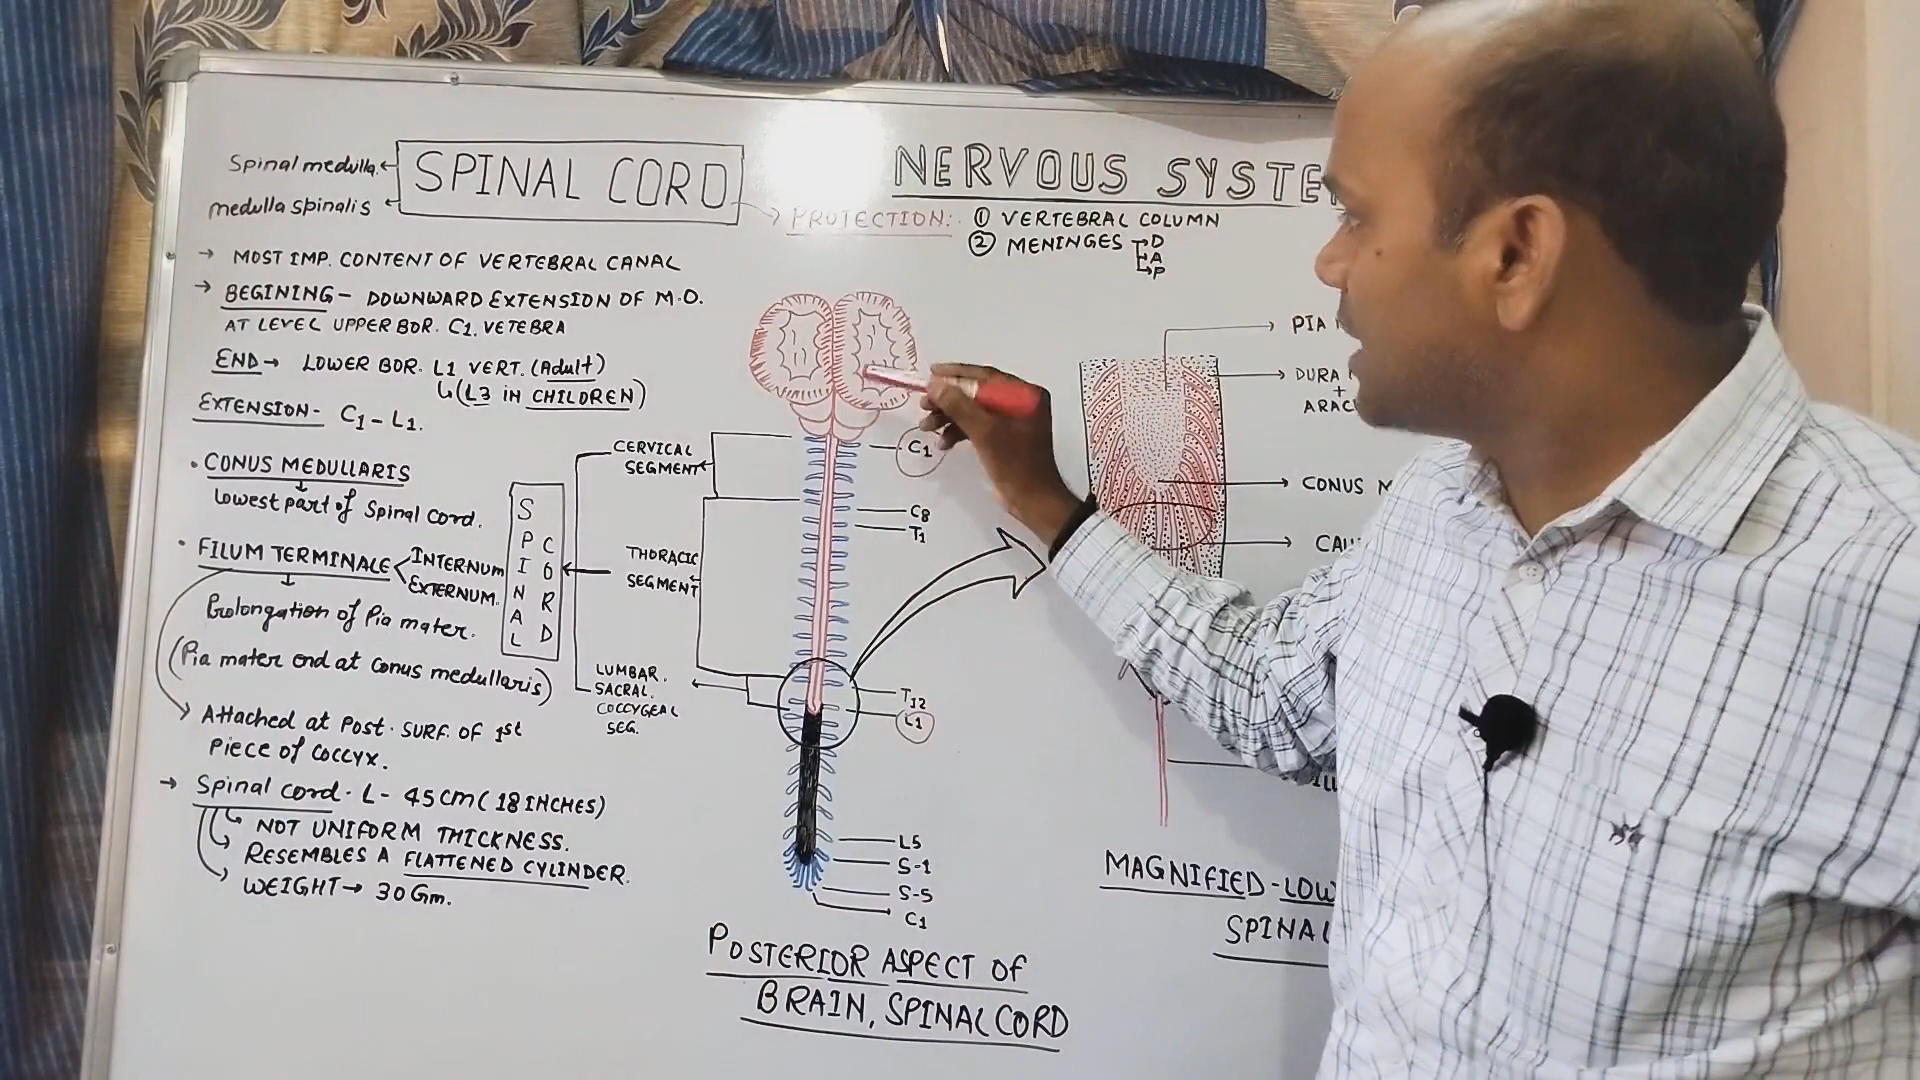 Spinal medulla
SPINAL CORD
medulla spinalis
NERVOUS SYSTE
PROTECTION:- ① VERTEBRAL COLUMN
② MENINGES
D
A
P
→ MOST IMP. CONTENT OF VERTEBRAL CANAL
→ BEGINING - DOWNWARD EXTENSION OF M.O.
AT LEVEL UPPER BOR. C1. VETEBRA
END → LOWER BOR. L1 VERT. (Adult)
(L3 IN CHILDREN)
EXTENSION- C1 - L1.
• CONUS MEDULLARIS
Lowest part of Spinal cord.
• FILUM TERMINALE
INTERNUM
EXTERNUM.
Prolongation of Pia mater.
(Pia mater end at conus medullaris)
Attached at Post. SURF. OF 1st
Piece of COCCYX.
→ Spinal cord. L - 45 cm (18 INCHES)
NOT UNIFORM THICKNESS.
RESEMBLES A FLATTENED CYLINDER.
WEIGHT → 30 Gm.
SPINAL
CORD
CERVICAL
SEGMENT
THORACIC
SEGMENT
LUMBAR.
SACRAL.
COCCYGEAL
SEG.
C1
C8
T1
T12
L1
L5
S-1
S-5
C1
POSTERIOR ASPECT OF
BRAIN, SPINAL CORD
PIA
DURA
+
ARAC
CONUS M
CAU
MAGNIFIED - LOW
SPINAL